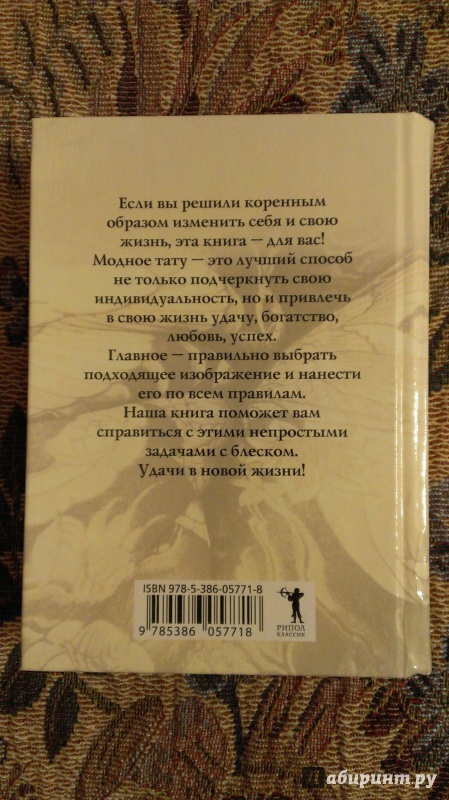 Если вы решили коренным
образом изменить себя и свою
жизнь, эта книга — для вас!
Модное тату — это лучший способ
не только подчеркнуть свою
индивидуальность, но и привлечь
в свою жизнь удачу, богатство,
любовь, успех.
Главное — правильно выбрать
подходящее изображение и нанести
его по всем правилам.
Наша книга поможет вам
справиться с этими непростыми
задачами с блеском.
Удачи в новой жизни!
ISBN 978-5-386-05771-8
9 785386 057718
РИПОЛ
КЛАССИК
Лабиринт.ру